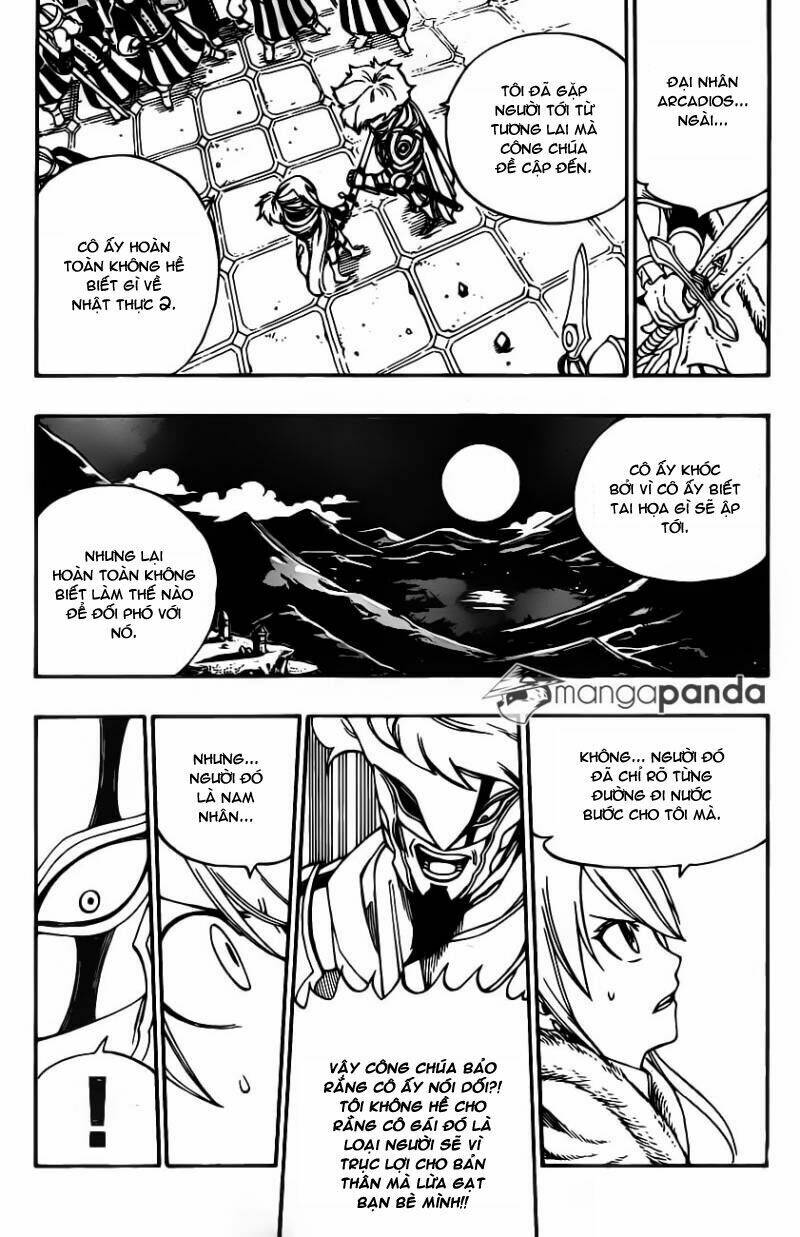 ĐẠI NHÂN
ARCADIOS...
NGÀI...
TÔI ĐÃ GẶP
NGƯỜI TỚI TỪ
TƯƠNG LAI MÀ
CÔNG CHÚA
ĐỀ CẬP ĐẾN.
CÔ ẤY HOÀN
TOÀN KHÔNG HỀ
BIẾT GÌ VỀ
NHẬT THỰC 2.
CÔ ẤY KHÓC
BỞI VÌ CÔ ẤY BIẾT
TAI HỌA GÌ SẼ ẬP
TỚI.
NHƯNG LẠI
HOÀN TOÀN KHÔNG
BIẾT LÀM THẾ NÀO
ĐỂ ĐỐI PHÓ VỚI
NÓ.
mangapanda
KHÔNG... NGƯỜI ĐÓ
ĐÃ CHỈ RÕ TỪNG
ĐƯỜNG ĐI NƯỚC
BƯỚC CHO TÔI MÀ.
VẬY CÔNG CHÚA BẢO
RẰNG CÔ ẤY NÓI DỐI?!
TÔI KHÔNG HỀ CHO
RẰNG CÔ GÁI ĐÓ LÀ
LOẠI NGƯỜI SẼ VÌ
TRỤC LỢI CHO BẢN
THÂN MÀ LỪA GẠT
BẠN BÈ MÌNH!!
NHƯNG...
NGƯỜI ĐÓ
LÀ NAM
NHÂN...
!